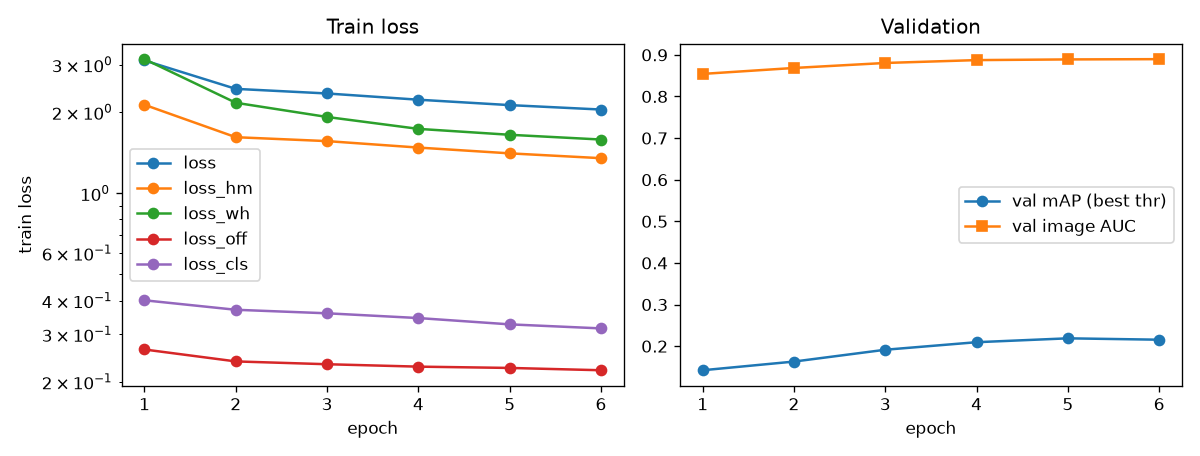 Train loss
train loss
3 × 10⁰
2 × 10⁰
10⁰
6 × 10⁻¹
4 × 10⁻¹
3 × 10⁻¹
2 × 10⁻¹
loss
loss_hm
loss_wh
loss_off
loss_cls
1 2 3 4 5 6
epoch
Validation
0.9
0.8
0.7
0.6
0.5
0.4
0.3
0.2
val mAP (best thr)
val image AUC
1 2 3 4 5 6
epoch